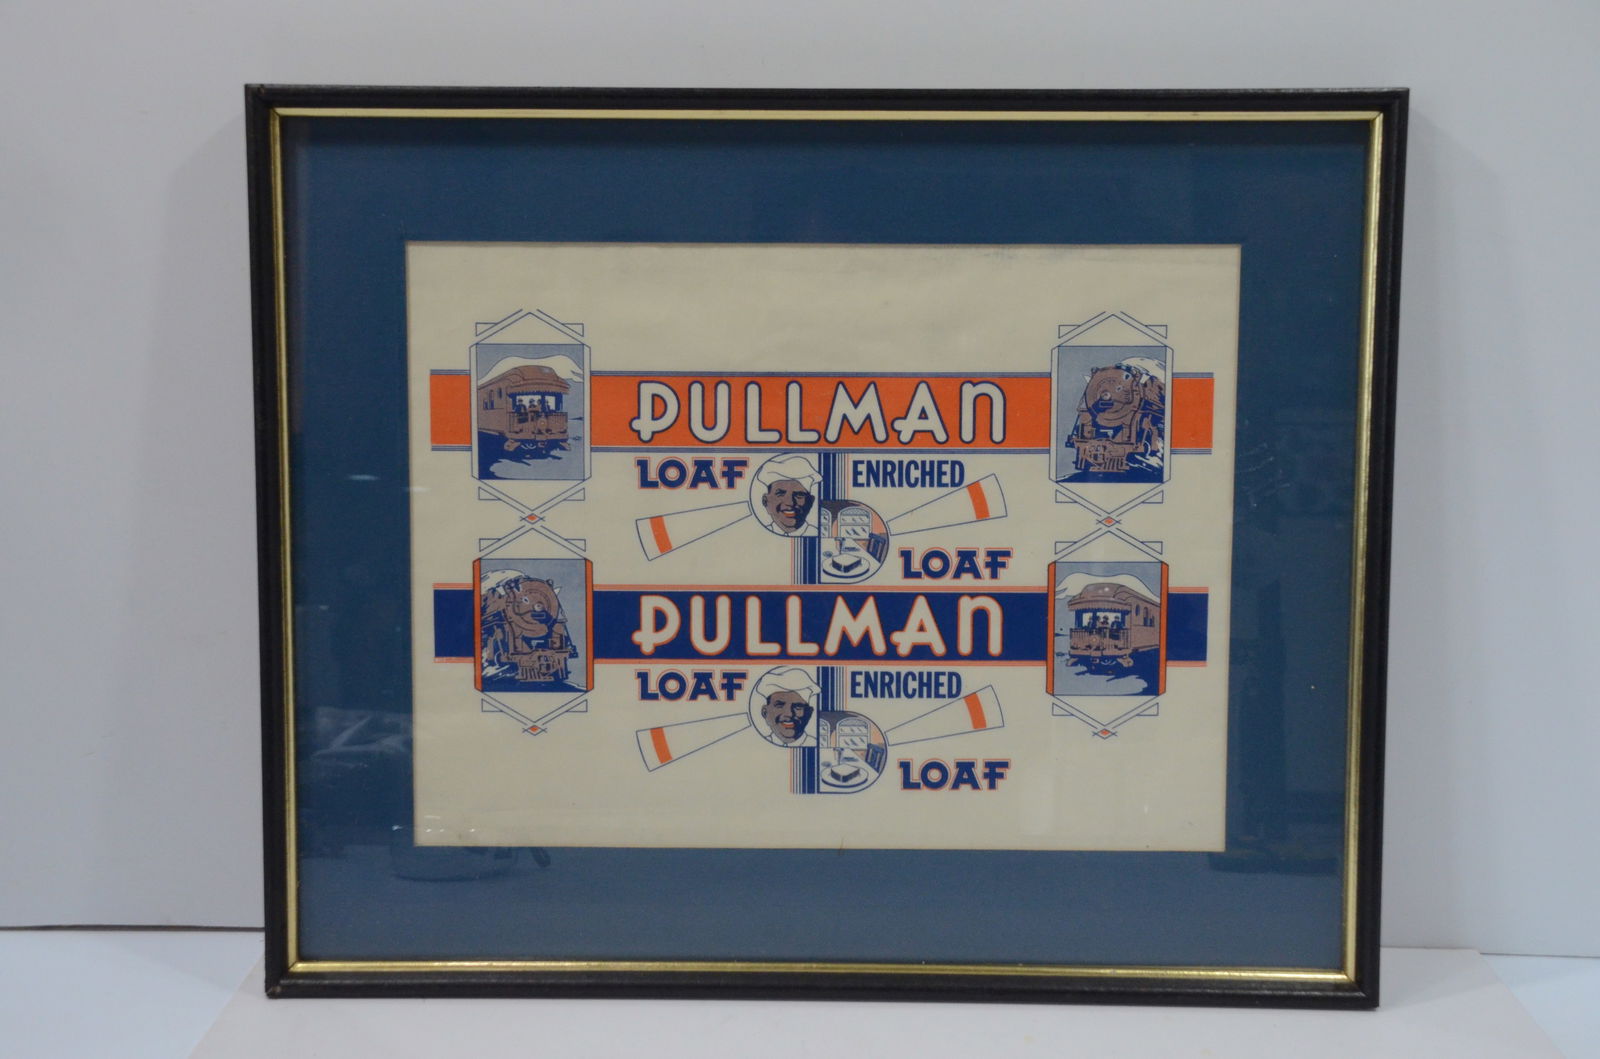 PULLMAN
LOAF ENRICHED
LOAF
PULLMAN
LOAF ENRICHED
LOAF